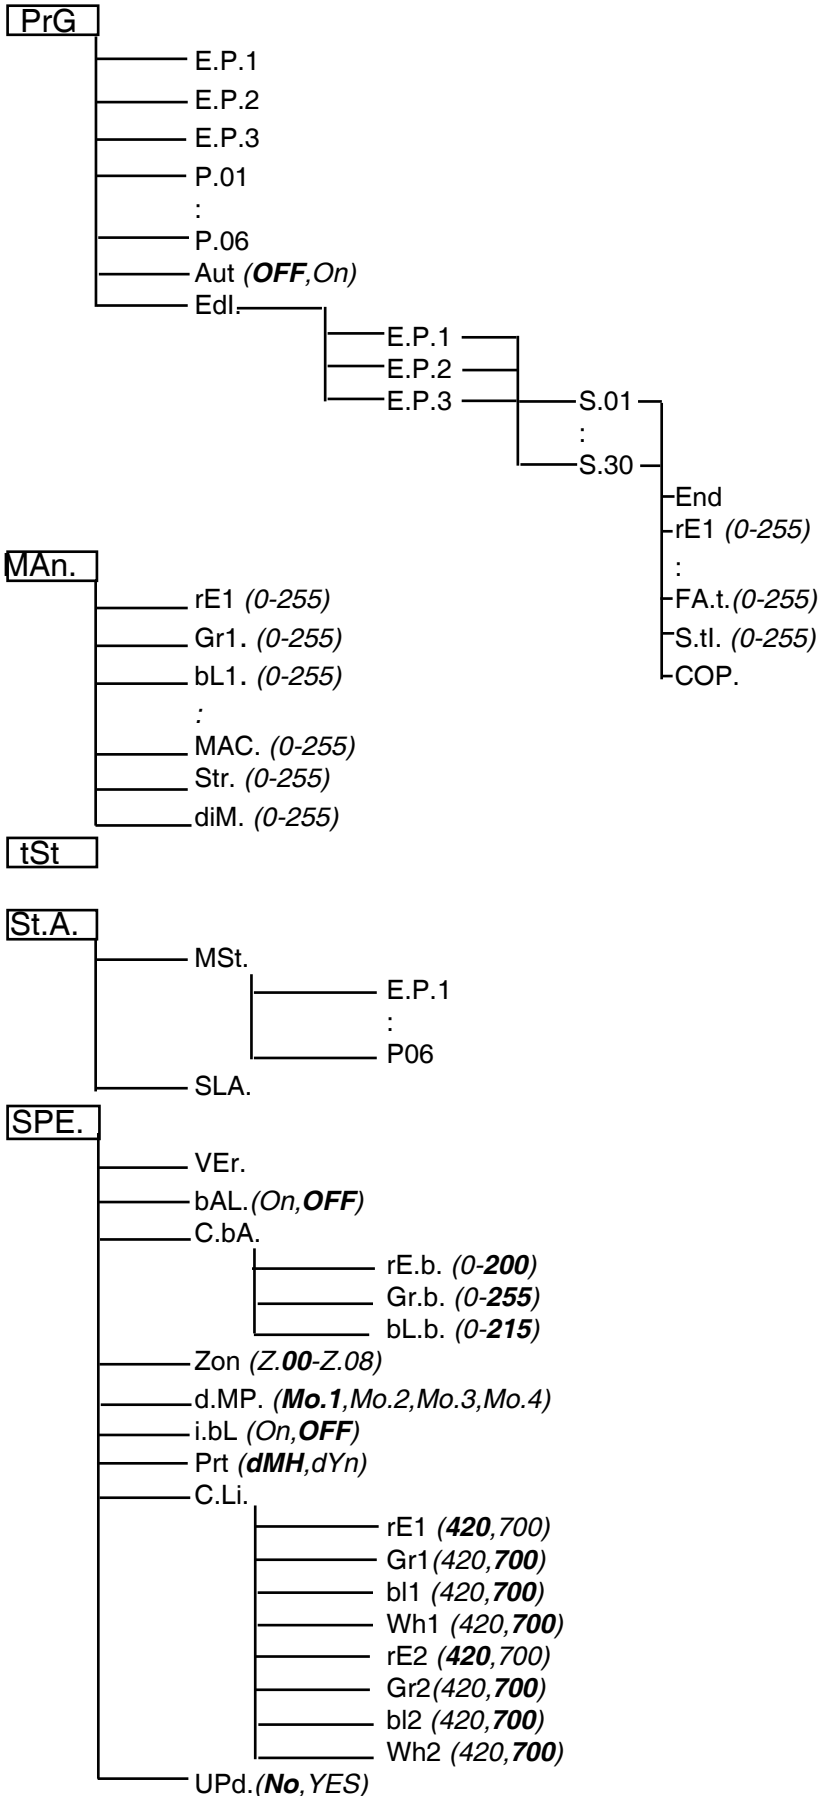 PrG
E.P.1
E.P.2
E.P.3
P.01
:
P.06
Aut (OFF,On)
EdI.
E.P.1
E.P.2
E.P.3
S.01
:
S.30
End
rE1 (0-255)
:
FA.t.(0-255)
S.tI. (0-255)
COP.
MAn.
rE1 (0-255)
Gr1. (0-255)
bL1. (0-255)
:
MAC. (0-255)
Str. (0-255)
diM. (0-255)
tSt
St.A.
MSt.
E.P.1
:
P06
SLA.
SPE.
VEr.
bAL.(On,OFF)
C.bA.
rE.b. (0-200)
Gr.b. (0-255)
bL.b. (0-215)
Zon (Z.00-Z.08)
d.MP. (Mo.1,Mo.2,Mo.3,Mo.4)
i.bL (On,OFF)
Prt (dMH,dYn)
C.Li.
rE1 (420,700)
Gr1(420,700)
bl1 (420,700)
Wh1 (420,700)
rE2 (420,700)
Gr2(420,700)
bl2 (420,700)
Wh2 (420,700)
UPd.(No,YES)